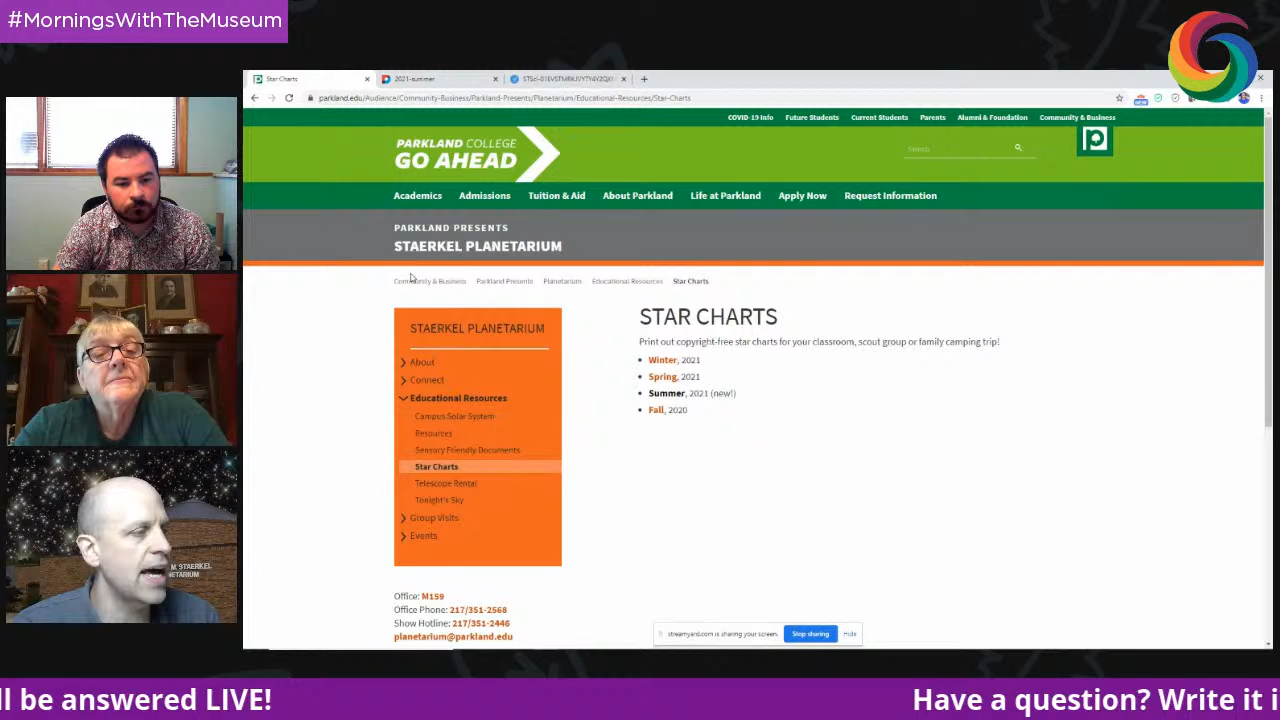 #MorningsWithTheMuseum
Star Charts
2021-summer
parkland.edu/Audience/Community-Business/Parkland-Presents/Planetarium/Educational-Resources/Star-Charts
COVID-19 Info Future Students Current Students Parents Alumni & Foundation Community & Business
PARKLAND COLLEGE
GO AHEAD
Search
Academics Admissions Tuition & Aid About Parkland Life at Parkland Apply Now Request Information
PARKLAND PRESENTS
STAERKEL PLANETARIUM
Community & Business Parkland Presents Planetarium Educational Resources Star Charts
STAERKEL PLANETARIUM
About
Connect
Educational Resources
Campus Solar System
Resources
Sensory Friendly Documents
Star Charts
Telescope Rental
Tonight's Sky
Group Visits
Events
STAR CHARTS
Print out copyright-free star charts for your classroom, scout group or family camping trip!
Winter, 2021
Spring, 2021
Summer, 2021 (new!)
Fall, 2020
M. STAERKEL
NETARIUM
Office: M159
Office Phone: 217/351-2568
Show Hotline: 217/351-2446
planetarium@parkland.edu
streamyard.com is sharing your screen. Stop sharing Hide
ll be answered LIVE! Have a question? Write it i